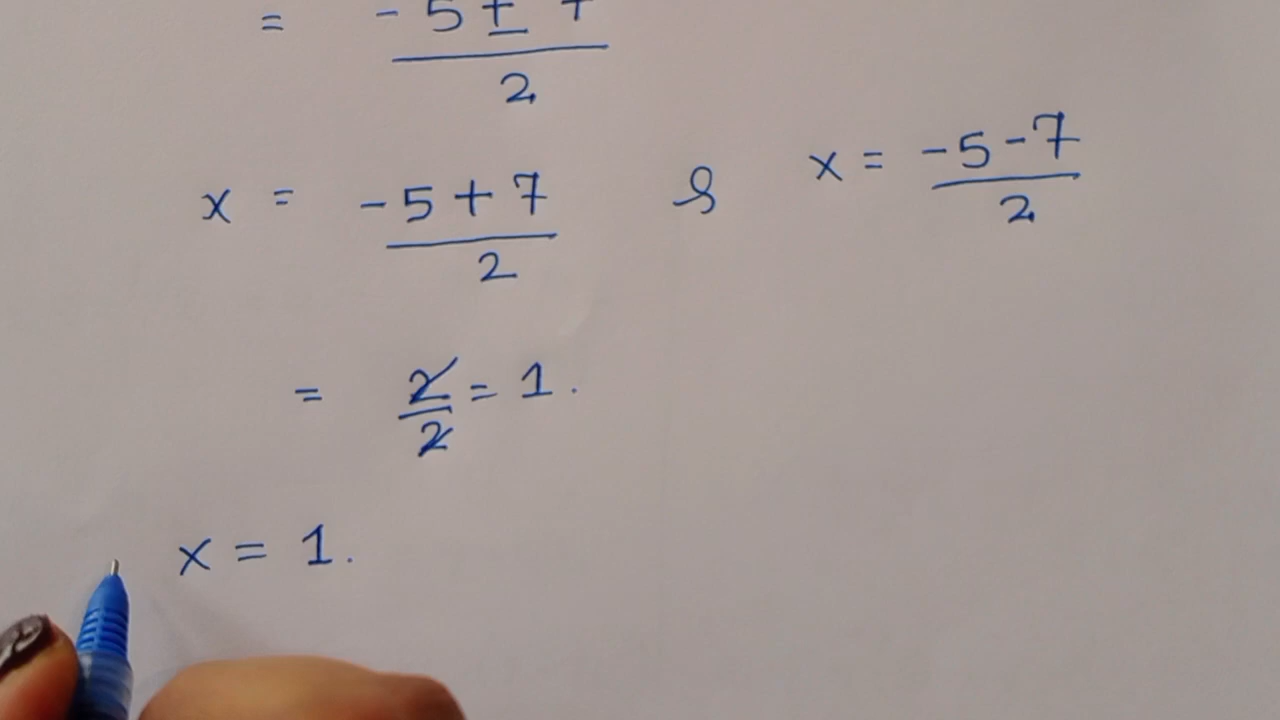 = (-5 ± 7)/2
x = (-5 + 7)/2 & x = (-5 - 7)/2
= 2/2 = 1.
x = 1.